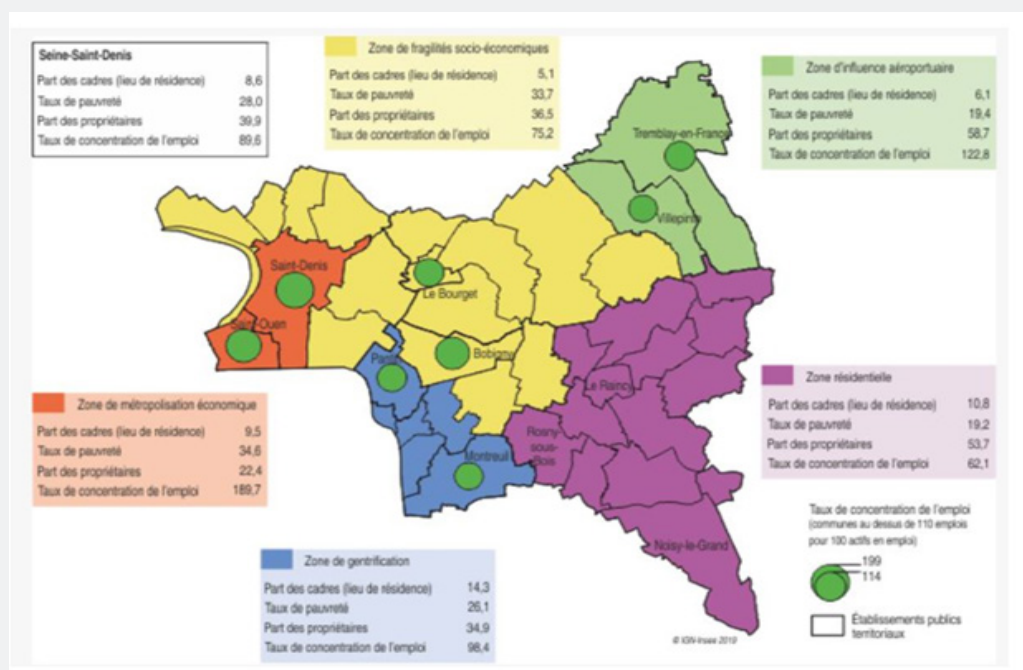 Seine-Saint-Denis
Part des cadres (lieu de résidence) 8,6
Taux de pauvreté 28,0
Part des propriétaires 39,9
Taux de concentration de l'emploi 89,6
Zone de fragilités socio-économiques
Part des cadres (lieu de résidence) 5,1
Taux de pauvreté 33,7
Part des propriétaires 36,5
Taux de concentration de l'emploi 75,2
Zone d'influence aéroportuaire
Part des cadres (lieu de résidence) 6,1
Taux de pauvreté 19,4
Part des propriétaires 58,7
Taux de concentration de l'emploi 122,8
Tremblay-en-France
Villepinte
Saint-Denis
Le Bourget
Saint-Ouen
Pantin
Bobigny
Le Raincy
Rosny-
sous-
Bois
Montreuil
Noisy-le-Grand
Zone de métropolisation économique
Part des cadres (lieu de résidence) 9,5
Taux de pauvreté 34,6
Part des propriétaires 22,4
Taux de concentration de l'emploi 189,7
Zone résidentielle
Part des cadres (lieu de résidence) 10,8
Taux de pauvreté 19,2
Part des propriétaires 53,7
Taux de concentration de l'emploi 62,1
Zone de gentrification
Part des cadres (lieu de résidence) 14,3
Taux de pauvreté 26,1
Part des propriétaires 34,9
Taux de concentration de l'emploi 98,4
Taux de concentration de l'emploi
(communes au dessus de 110 emplois
pour 100 actifs en emploi)
199
114
Établissements publics
territoriaux
© IGN-Insee 2019